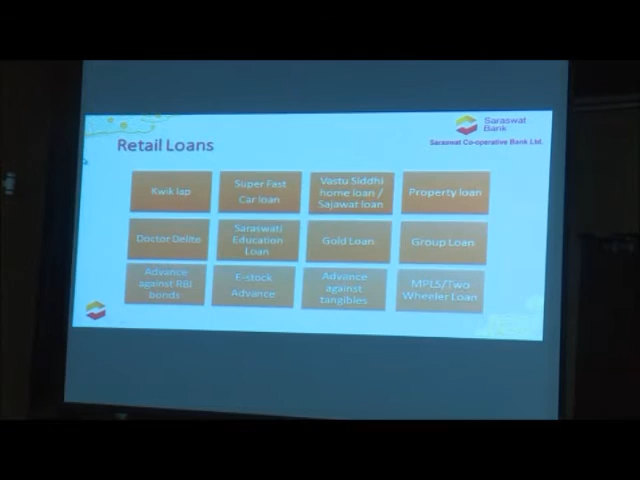 Saraswat
Bank
Saraswat Co-operative Bank Ltd.
Retail Loans
Kwik lap
Super Fast
Car loan
Vastu Siddhi
home loan /
Sajawat loan
Property loan
Doctor Delite
Saraswati
Education
Loan
Gold Loan
Group Loan
Advance
against RBI
bonds
E-stock
Advance
Advance
against
tangibles
MPLS/Two
Wheeler Loan